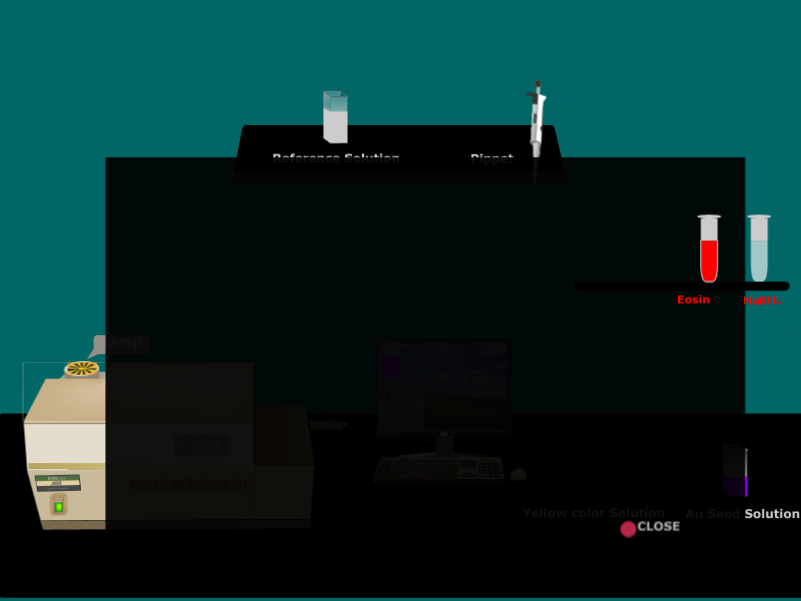 Reference Solution
Pippet
Eosin
NaBH₄
spectrophotometer
Yellow color Solution
Au Seed Solution
CLOSE